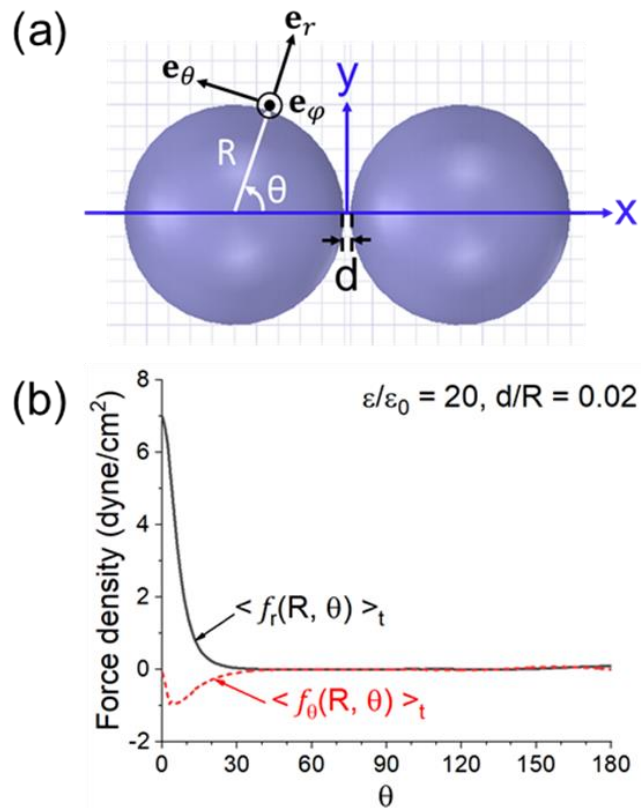 (a)
e_r
y
e_θ
e_φ
R
θ
x
d
(b)
8
ε/ε₀ = 20, d/R = 0.02
6
4
2
< f_r(R, θ) >_t
0
< f_θ(R, θ) >_t
-2
Force density (dyne/cm²)
0 30 60 90 120 150 180
θ